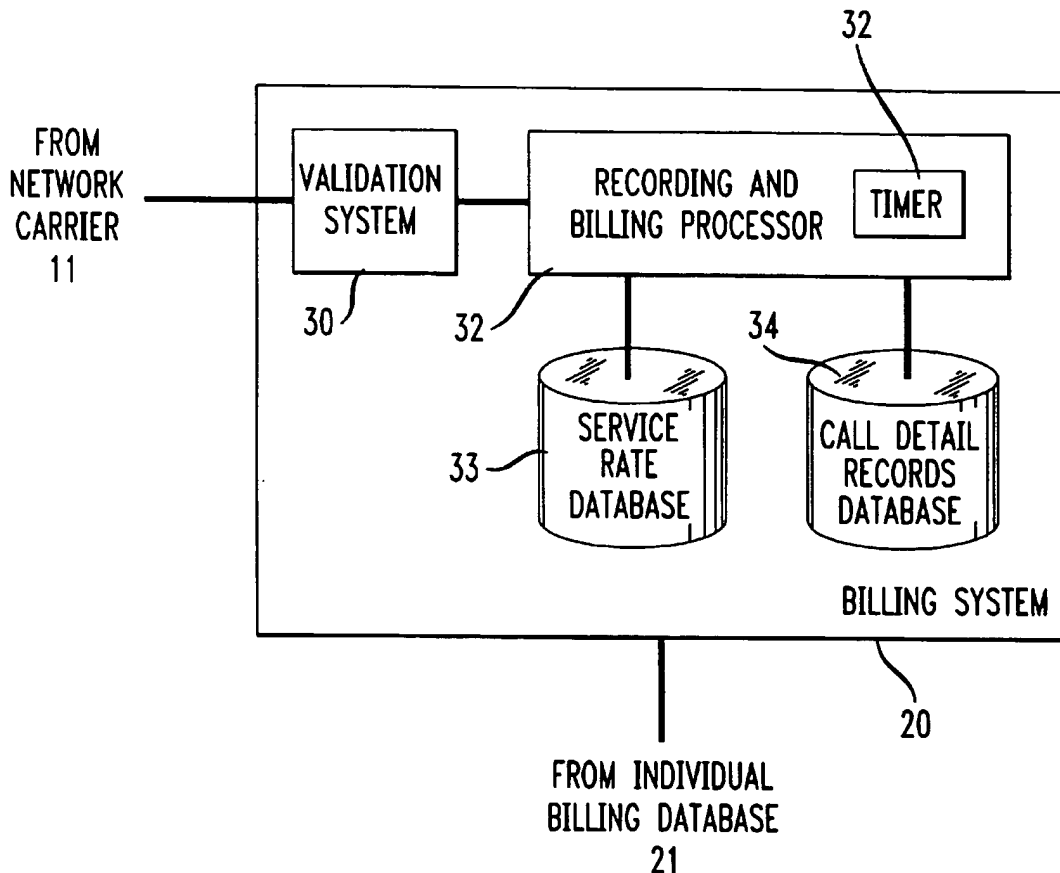 32
FROM
NETWORK
CARRIER
11
VALIDATION
SYSTEM
RECORDING AND
BILLING PROCESSOR
TIMER
30
32
34
33
SERVICE
RATE
DATABASE
CALL DETAIL
RECORDS
DATABASE
BILLING SYSTEM
20
FROM INDIVIDUAL
BILLING DATABASE
21